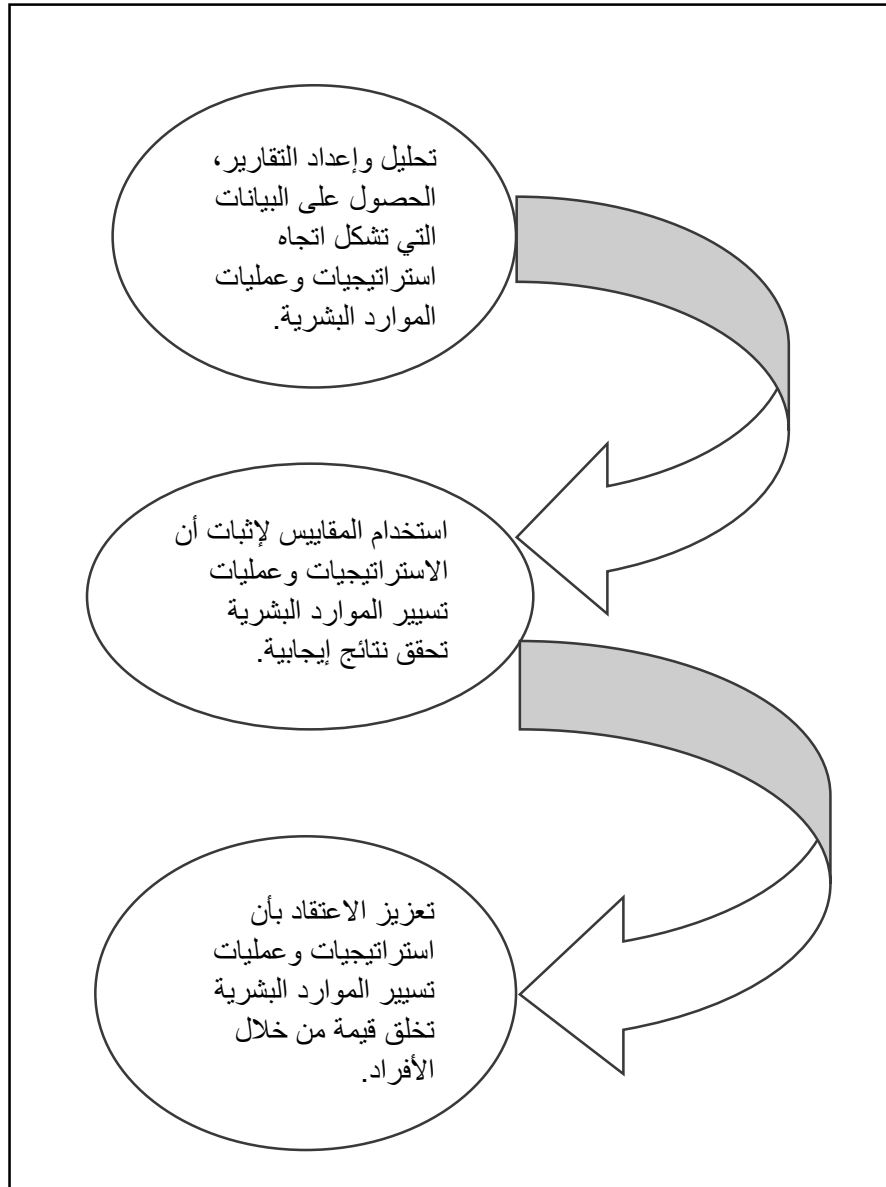 تحليل وإعداد التقارير،
الحصول على البيانات
التي تشكل اتجاه
استراتيجيات وعمليات
الموارد البشرية.
استخدام المقاييس لإثبات أن
الاستراتيجيات وعمليات
تسيير الموارد البشرية
تحقق نتائج إيجابية.
تعزيز الاعتقاد بأن
استراتيجيات وعمليات
تسيير الموارد البشرية
تخلق قيمة من خلال
الأفراد.